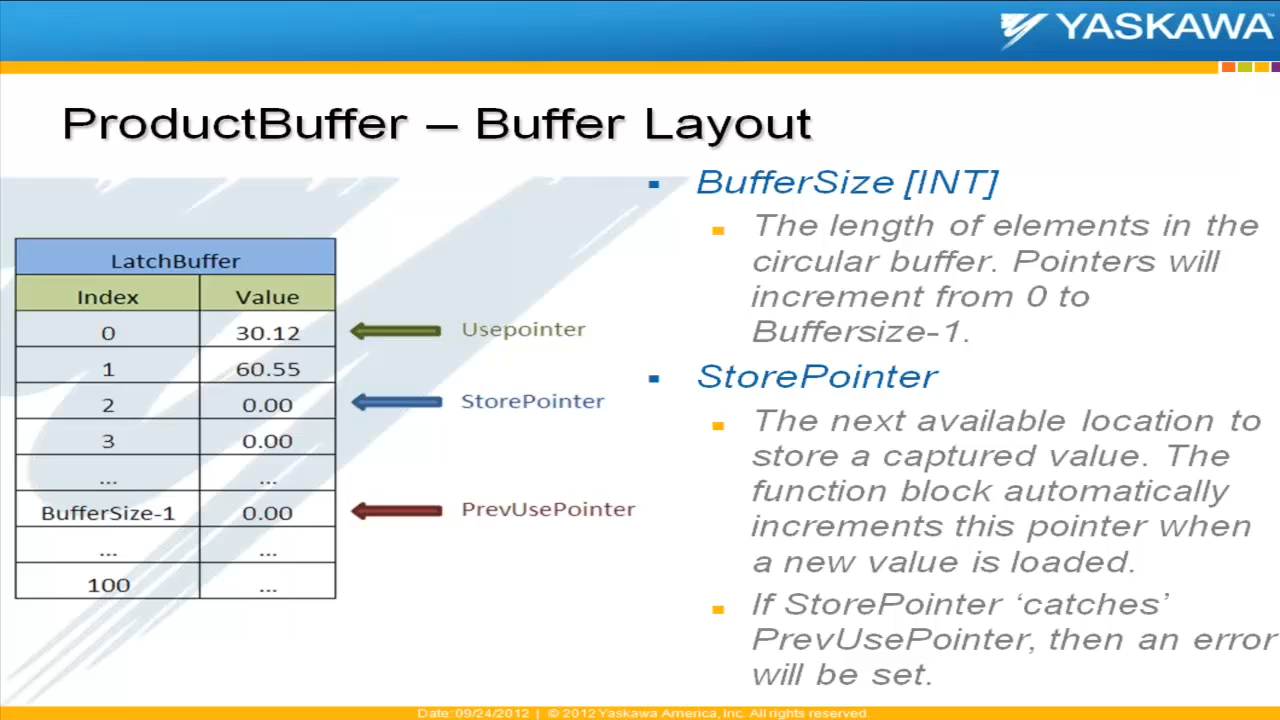 YASKAWA
ProductBuffer – Buffer Layout
LatchBuffer
Index Value
0 30.12
1 60.55
2 0.00
3 0.00
... ...
BufferSize-1 0.00
... ...
100 ...
Usepointer
StorePointer
PrevUsePointer
BufferSize [INT]
The length of elements in the
circular buffer. Pointers will
increment from 0 to
Buffersize-1.
StorePointer
The next available location to
store a captured value. The
function block automatically
increments this pointer when
a new value is loaded.
If StorePointer ‘catches’
PrevUsePointer, then an error
will be set.
Date: 09/24/2012 | © 2012 Yaskawa America, Inc. All rights reserved.